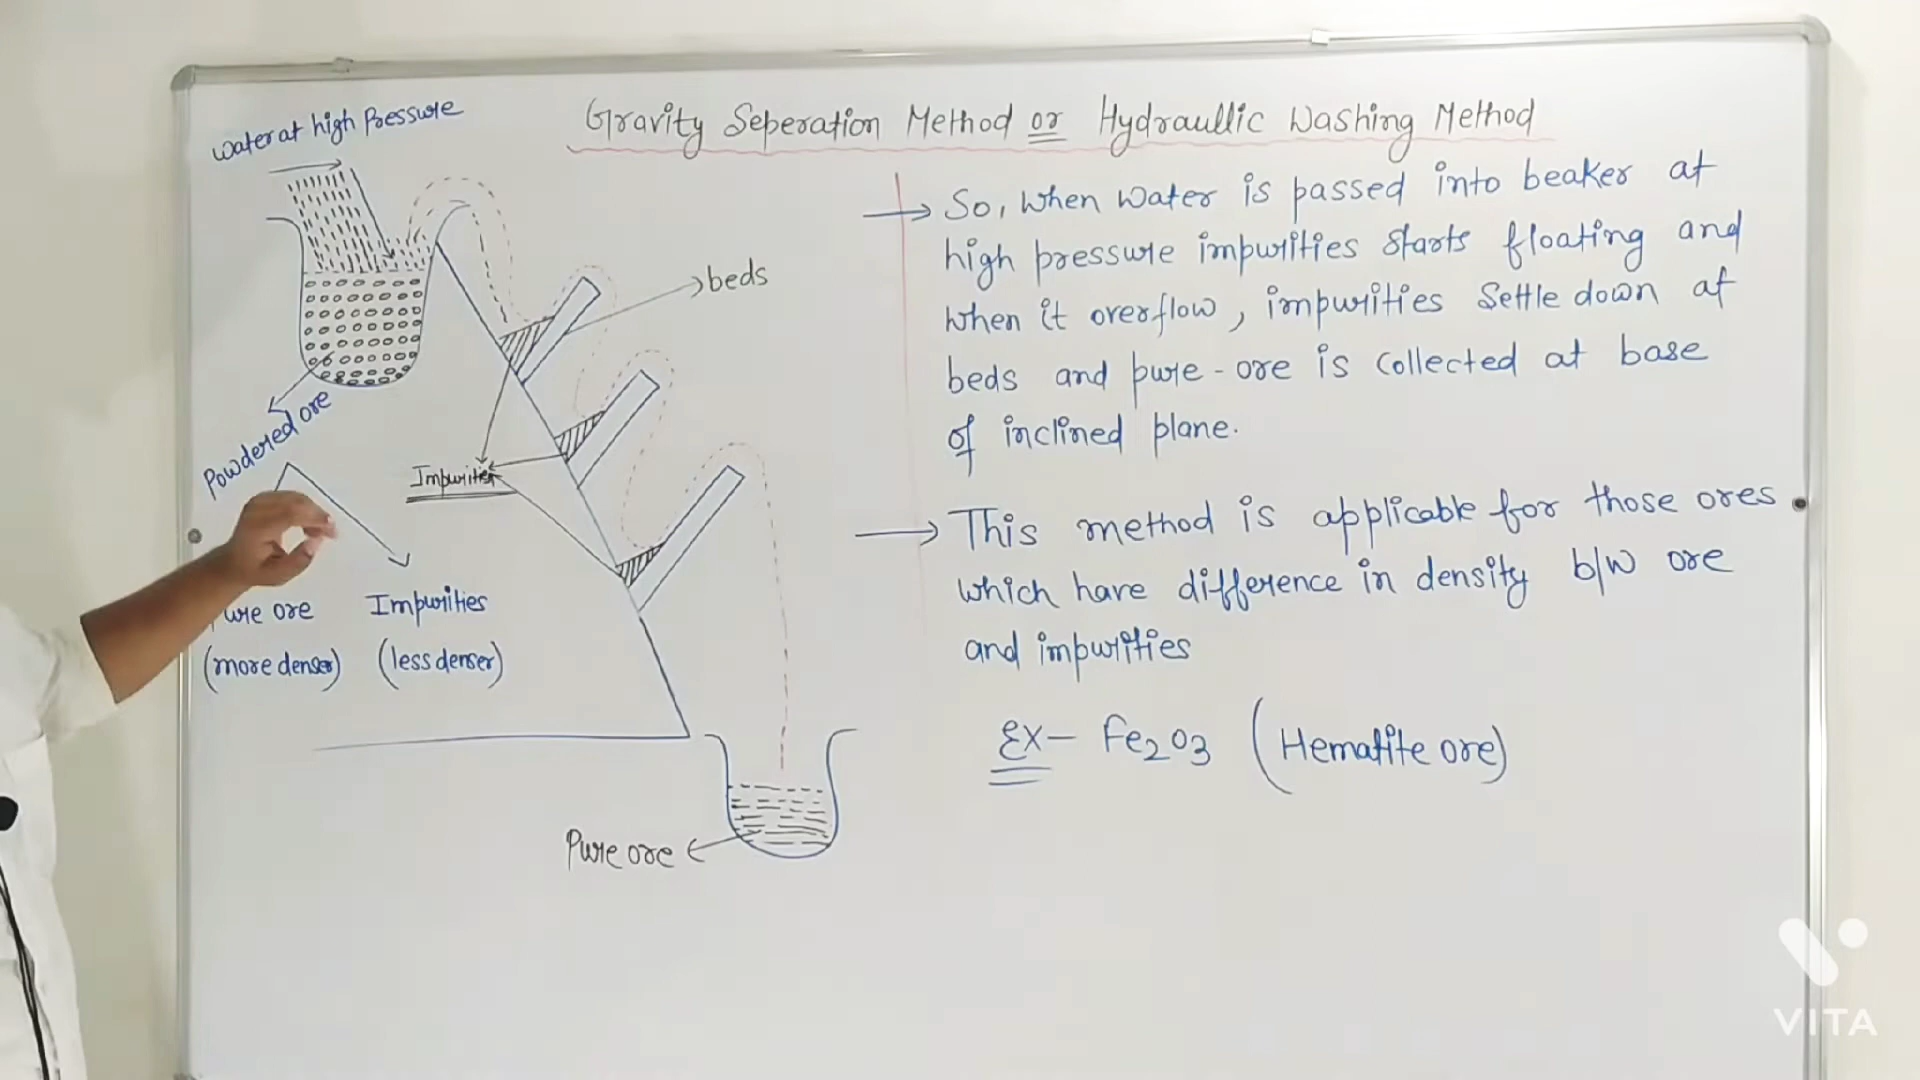 Gravity Seperation Method or Hydraullic Washing Method
water at high Pressure
beds
Powdered ore
Impurities
ure ore Impurities
(more denser) (less denser)
Pure ore
→ So, when water is passed into beaker at
high pressure impurities starts floating and
when it overflow, impurities settle down at
beds and pure-ore is collected at base
of inclined plane.
→ This method is applicable for those ores
which have difference in density b/w ore
and impurities
Ex- Fe2O3 (Hematite ore)
VITA